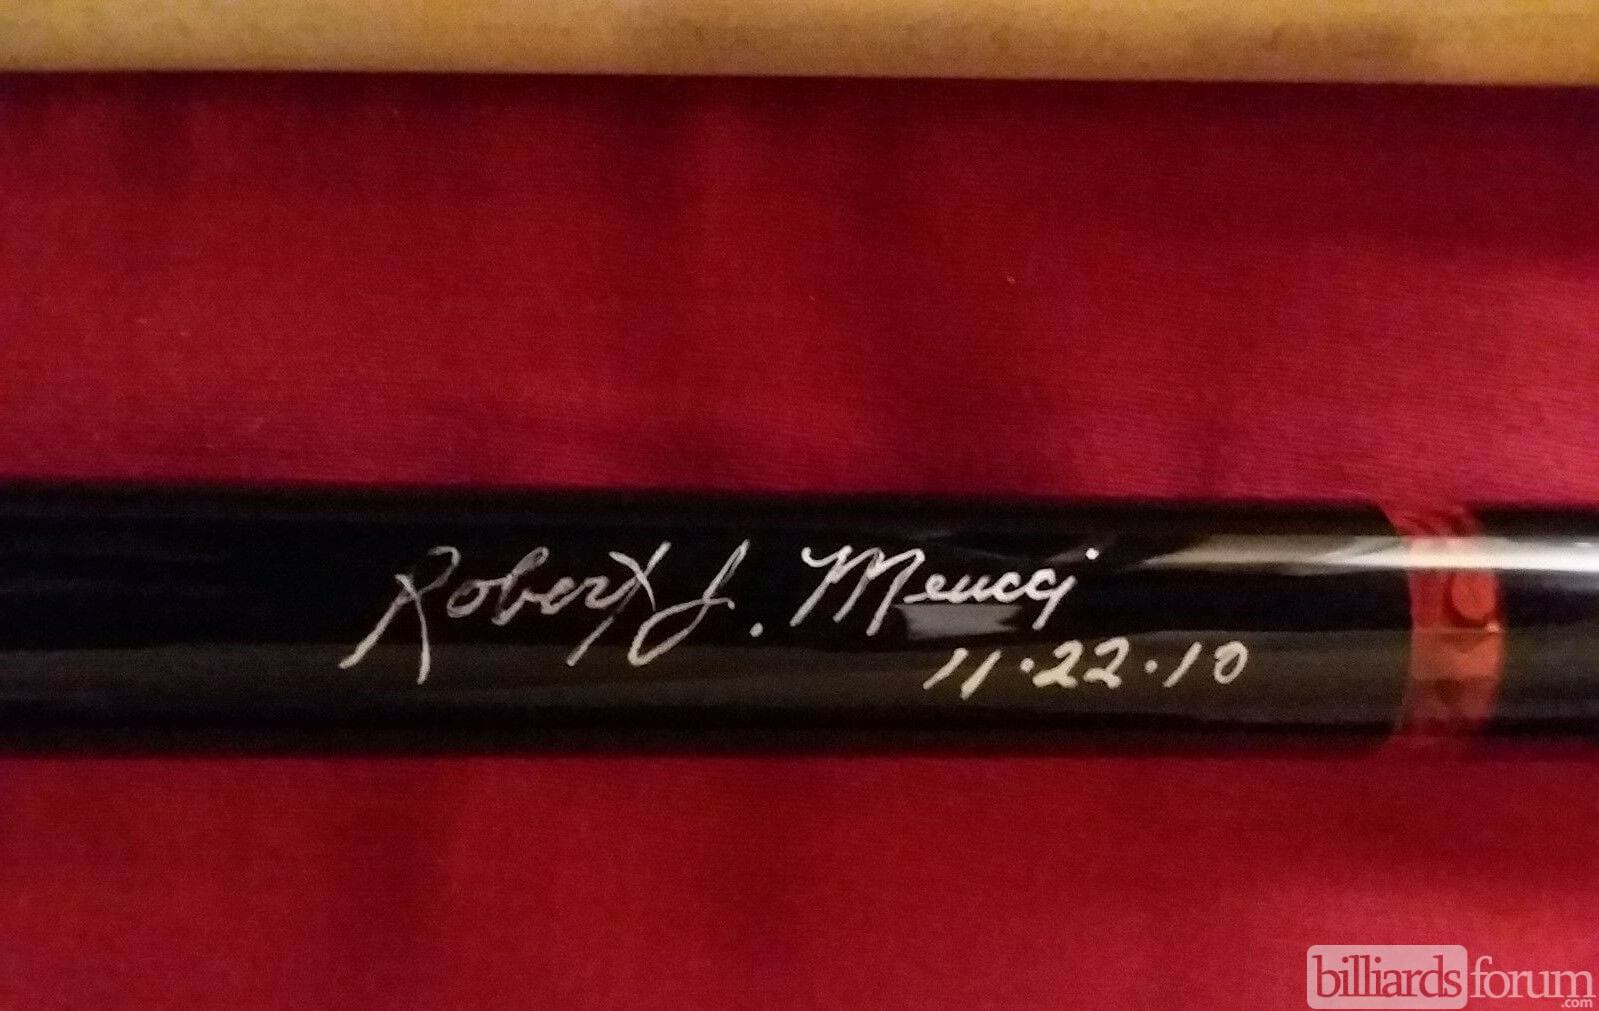 Robert J. Meucci
11·22·10
billiardsforum
.com